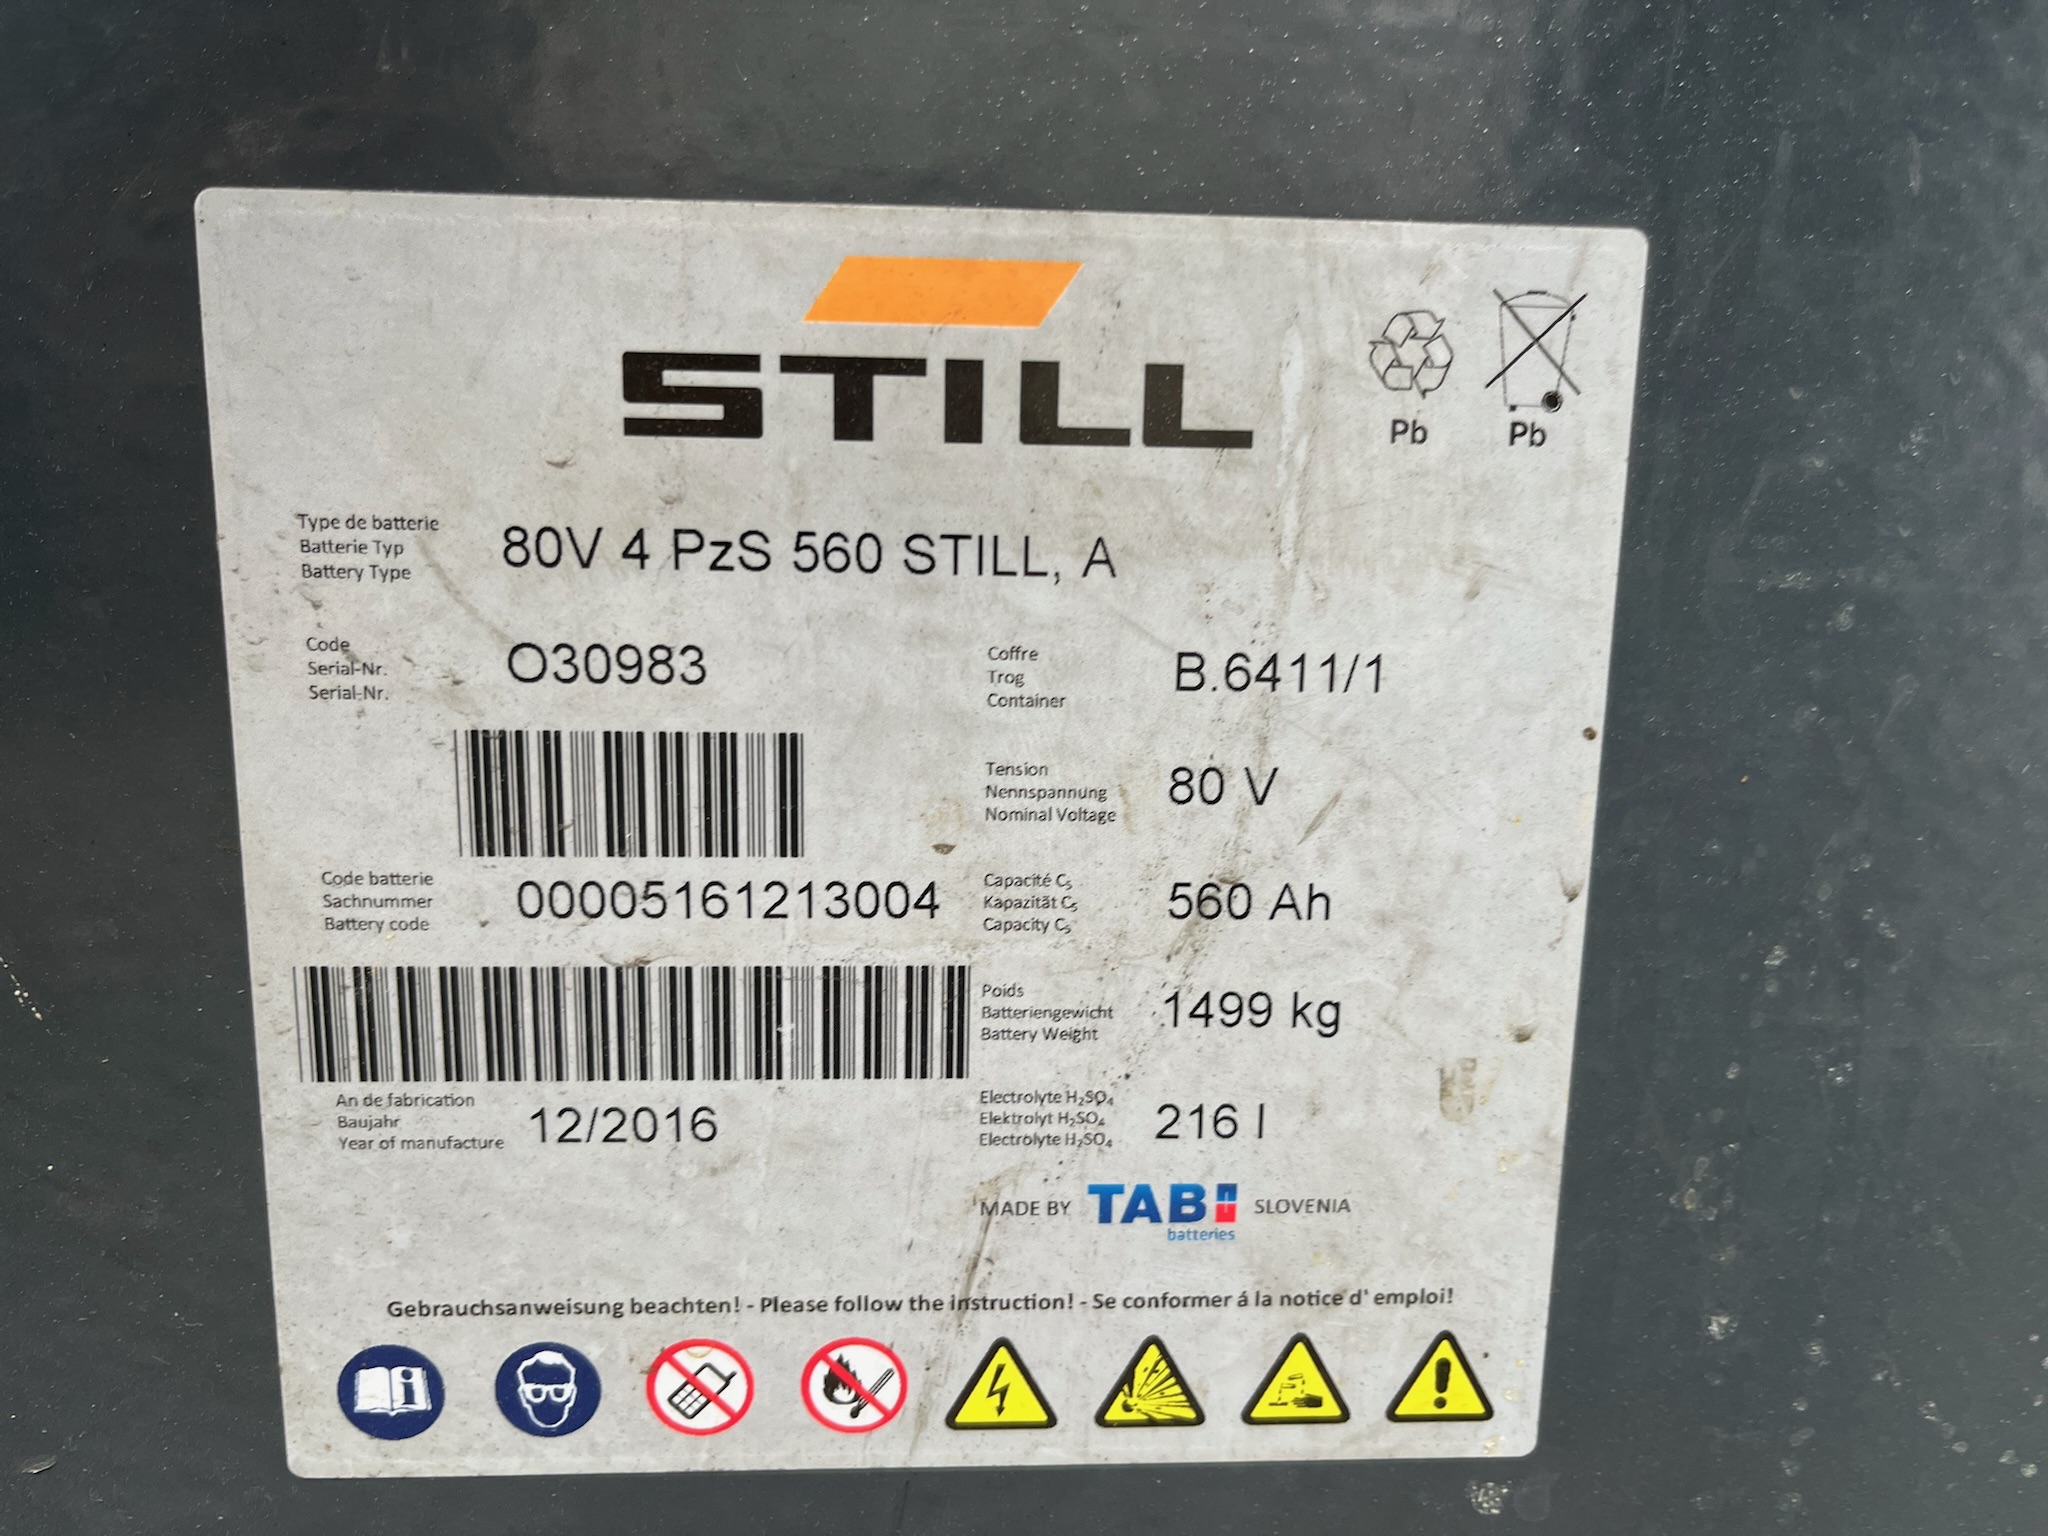 STILL
Pb Pb
Type de batterie
Batterie Typ
Battery Type
80V 4 PzS 560 STILL, A
Code
Serial-Nr.
Serial-Nr.
O30983
Coffre
Trog
Container
B.6411/1
Tension
Nennspannung
Nominal Voltage
80 V
Code batterie
Sachnummer
Battery code
00005161213004
Capacité C₅
Kapazität C₅
Capacity C₅
560 Ah
Poids
Batteriengewicht
Battery Weight
1499 kg
An de fabrication
Baujahr
Year of manufacture
12/2016
Electrolyte H₂SO₄
Elektrolyt H₂SO₄
Electrolyte H₂SO₄
216 l
MADE BY TAB batteries SLOVENIA
Gebrauchsanweisung beachten! - Please follow the instruction! - Se conformer á la notice d' emploi!